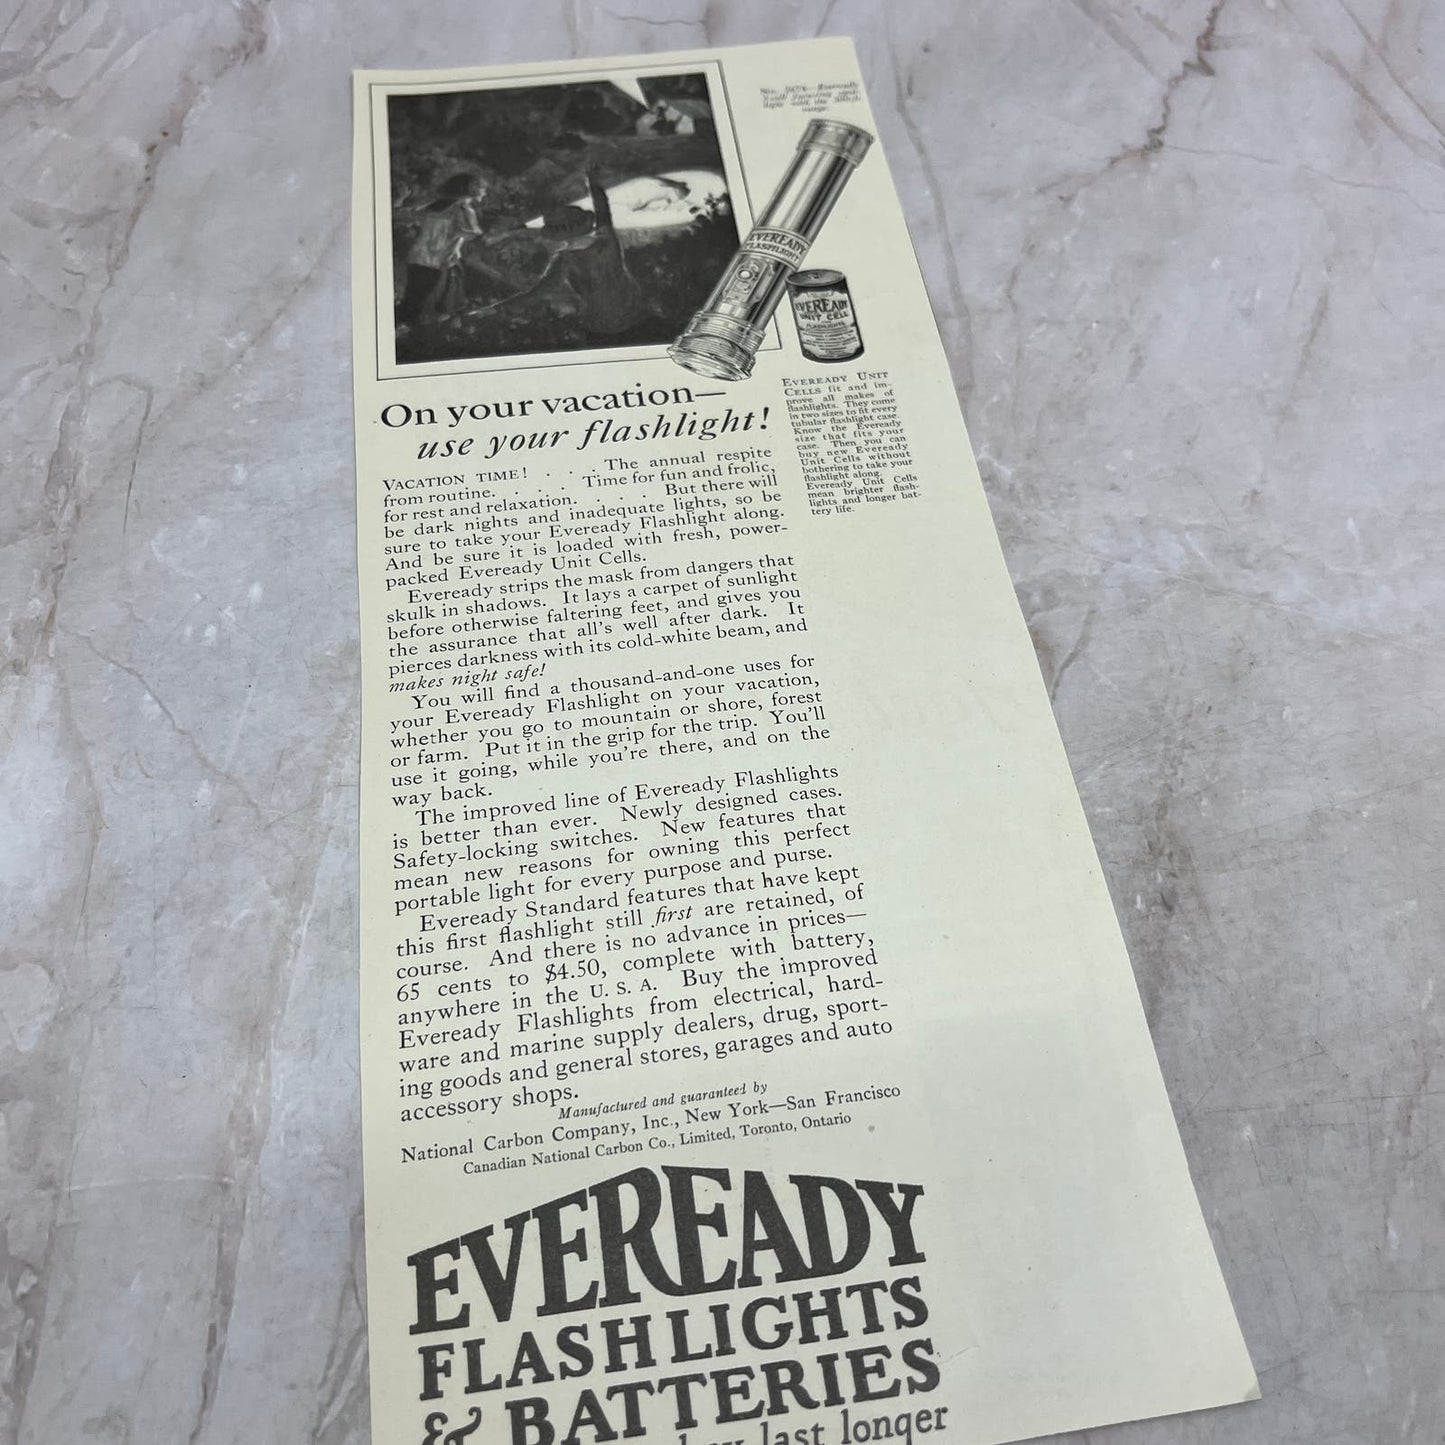 EVEREADY
FLASHLIGHT
EVEREADY
UNIT CELL
FLASHLIGHTS
On your vacation—
use your flashlight!
VACATION TIME! . . . The annual respite
from routine. . . . Time for fun and frolic,
for rest and relaxation. . . . But there will
be dark nights and inadequate lights, so be
sure to take your Eveready Flashlight along.
And be sure it is loaded with fresh, power-
packed Eveready Unit Cells.
Eveready strips the mask from dangers that
skulk in shadows. It lays a carpet of sunlight
before otherwise faltering feet, and gives you
the assurance that all's well after dark. It
pierces darkness with its cold-white beam, and
makes night safe!
You will find a thousand-and-one uses for
your Eveready Flashlight on your vacation,
whether you go to mountain or shore, forest
or farm. Put it in the grip for the trip. You'll
use it going, while you're there, and on the
way back.
The improved line of Eveready Flashlights
is better than ever. Newly designed cases.
Safety-locking switches. New features that
mean new reasons for owning this perfect
portable light for every purpose and purse.
Eveready Standard features that have kept
this first flashlight still first are retained, of
course. And there is no advance in prices—
65 cents to $4.50, complete with battery,
anywhere in the U. S. A. Buy the improved
Eveready Flashlights from electrical, hard-
ware and marine supply dealers, drug, sport-
ing goods and general stores, garages and auto
accessory shops.
Manufactured and guaranteed by
National Carbon Company, Inc., New York—San Francisco
Canadian National Carbon Co., Limited, Toronto, Ontario
EVEREADY UNIT
CELLS fit and im-
prove all makes of
flashlights. They come
in two sizes to fit every
tubular flashlight case.
Know the Eveready
size that fits your
case. Then you can
buy new Eveready
Unit Cells without
bothering to take your
flashlight along.
Eveready Unit Cells
mean brighter flash-
lights and longer bat-
tery life.
EVEREADY
FLASHLIGHTS
& BATTERIES
last longer